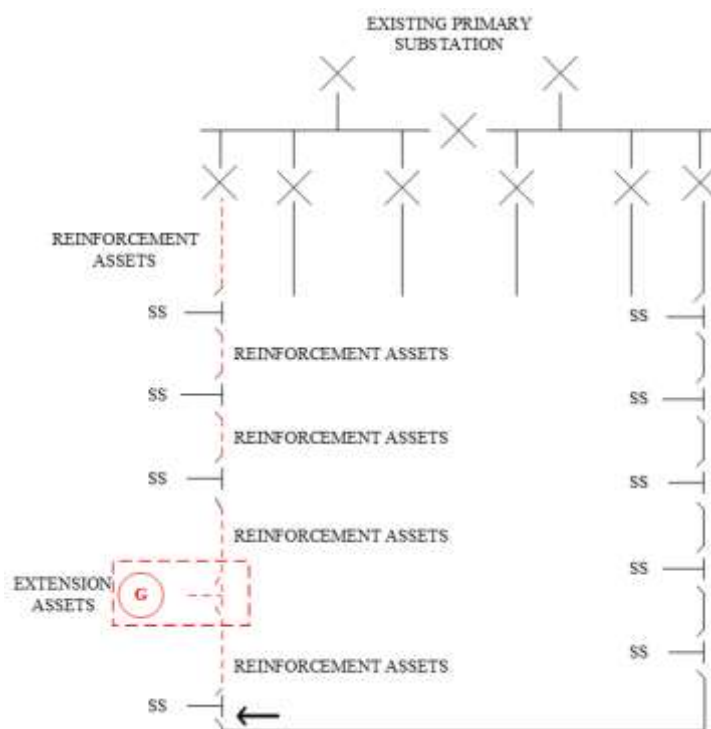 EXISTING PRIMARY
SUBSTATION
REINFORCEMENT
ASSETS
SS
SS
REINFORCEMENT ASSETS
SS
SS
REINFORCEMENT ASSETS
SS
SS
REINFORCEMENT ASSETS
SS
EXTENSION
ASSETS
G
REINFORCEMENT ASSETS
SS
SS